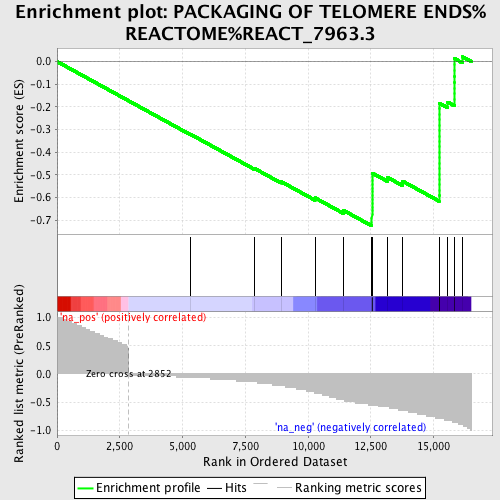 Enrichment plot: PACKAGING OF TELOMERE ENDS%
REACTOME%REACT_7963.3
Enrichment score (ES)
0.0
-0.1
-0.2
-0.3
-0.4
-0.5
-0.6
-0.7
Ranked list metric (PreRanked)
1.0
0.5
0.0
-0.5
-1.0
'na_pos' (positively correlated)
Zero cross at 2852
'na_neg' (negatively correlated)
0
2,500
5,000
7,500
10,000
12,500
15,000
Rank in Ordered Dataset
Enrichment profile
Hits
Ranking metric scores